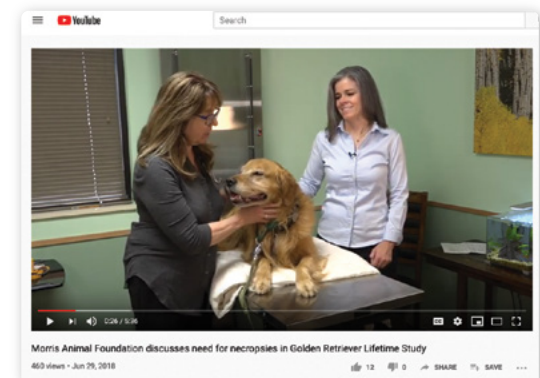 YouTube
Search
0:26 / 5:36
Morris Animal Foundation discusses need for necropsies in Golden Retriever Lifetime Study
460 views • Jun 29, 2018
12
0
SHARE
SAVE